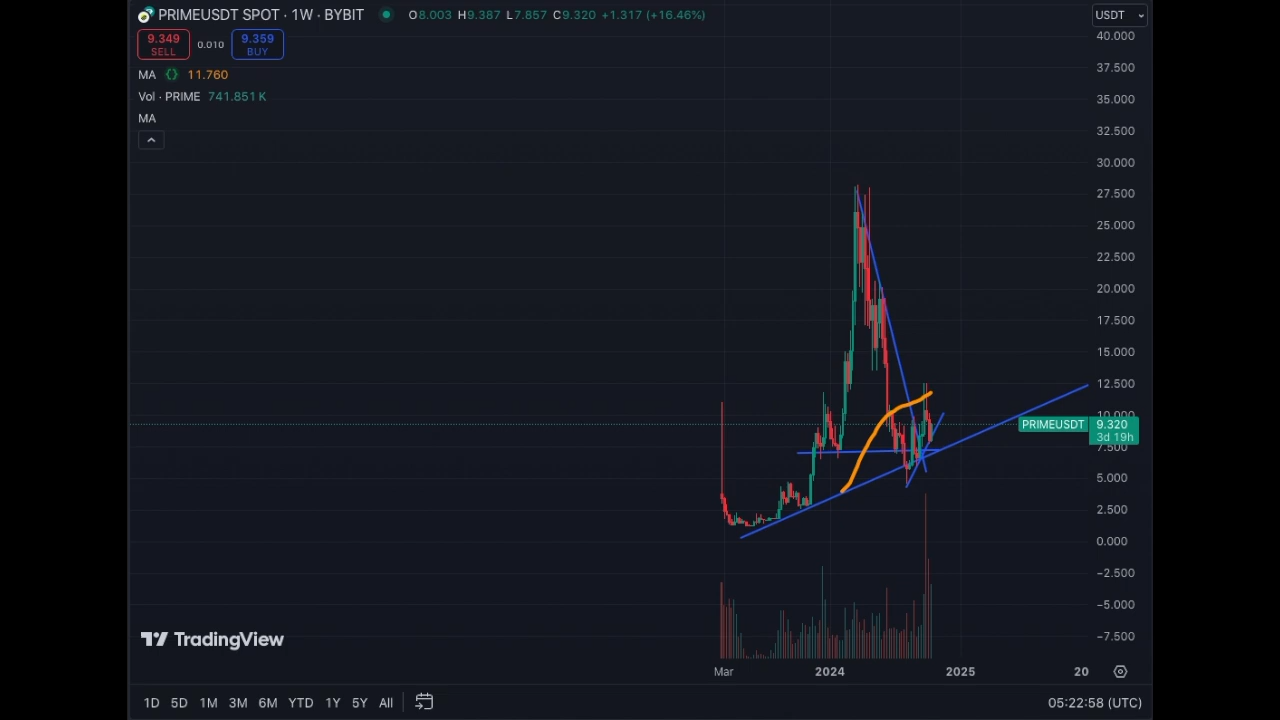 PRIMEUSDT SPOT · 1W · BYBIT O8.003 H9.387 L7.857 C9.320 +1.317 (+16.46%)
USDT
9.349 0.010 9.359
SELL BUY
MA 11.760
Vol · PRIME 741.851 K
MA
40.000
37.500
35.000
32.500
30.000
27.500
25.000
22.500
20.000
17.500
15.000
12.500
10.000
PRIMEUSDT 9.320
3d 19h
7.500
5.000
2.500
0.000
−2.500
−5.000
−7.500
TradingView
Mar 2024 2025 20
1D 5D 1M 3M 6M YTD 1Y 5Y All 05:22:58 (UTC)